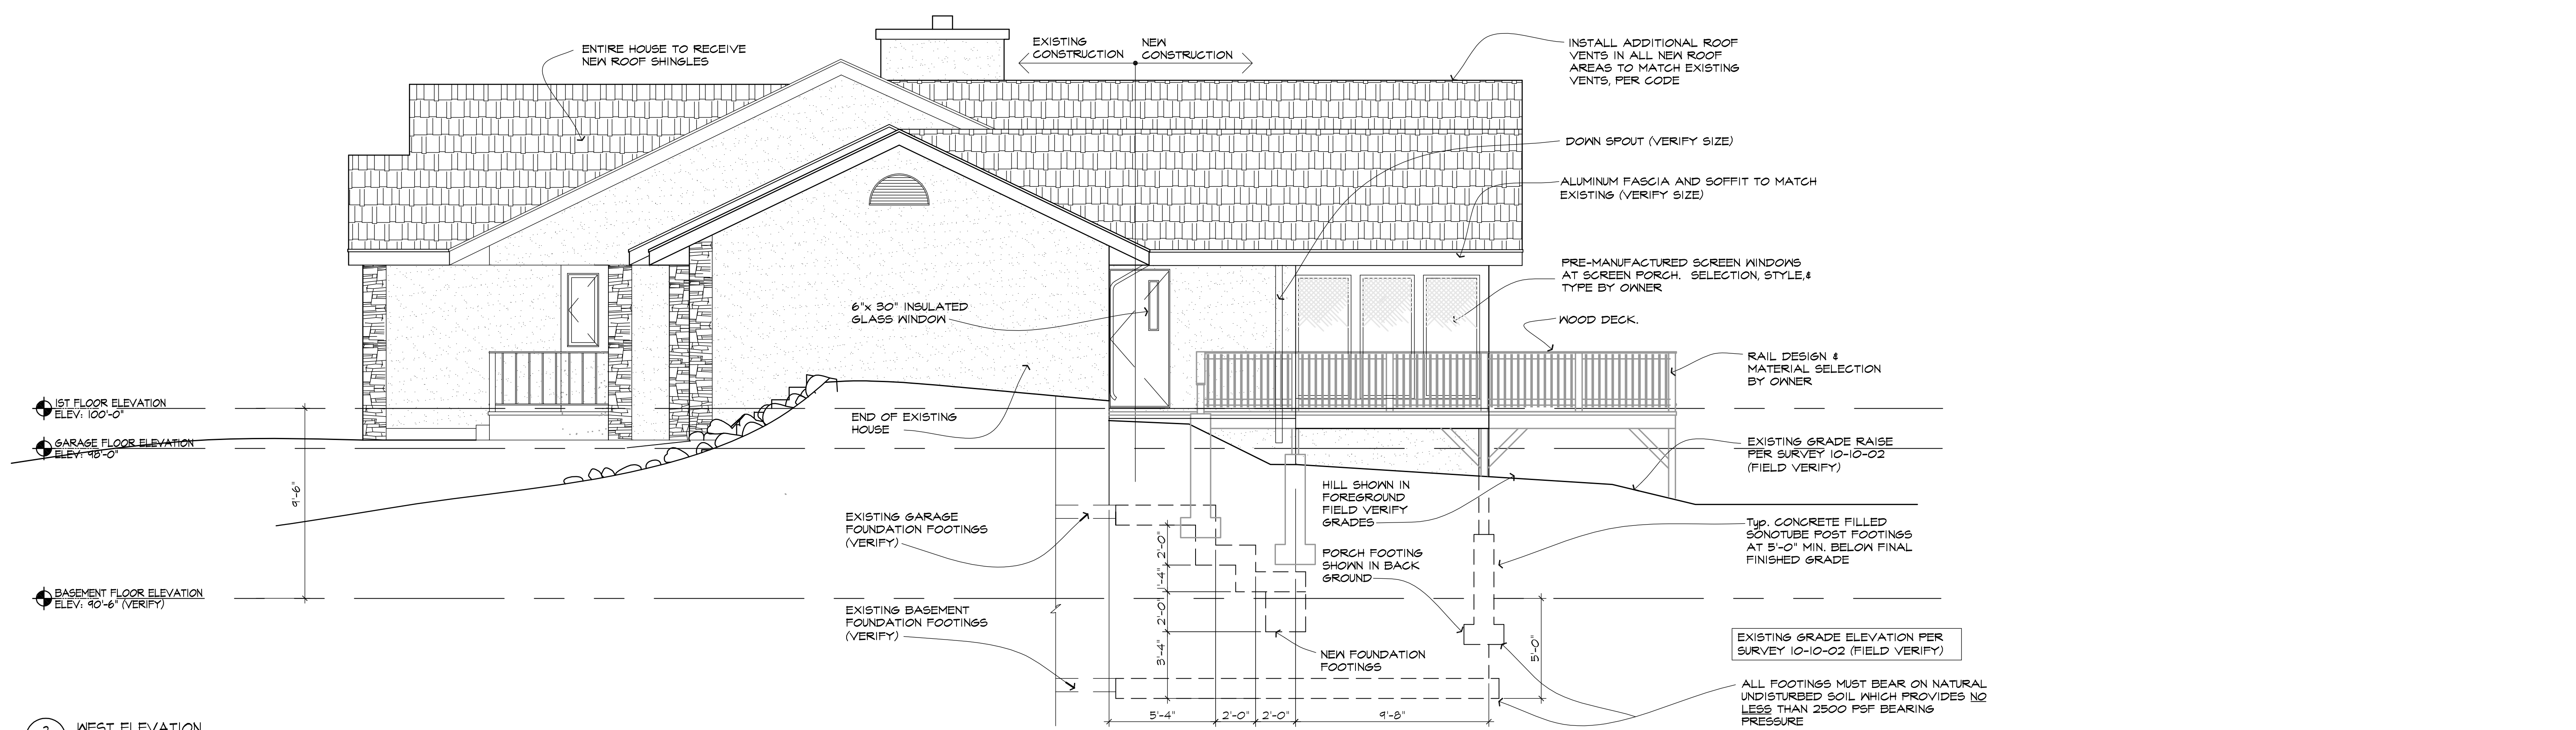 ENTIRE HOUSE TO RECEIVE
NEW ROOF SHINGLES
EXISTING
CONSTRUCTION
NEW
CONSTRUCTION
INSTALL ADDITIONAL ROOF
VENTS IN ALL NEW ROOF
AREAS TO MATCH EXISTING
VENTS, PER CODE
DOWN SPOUT (VERIFY SIZE)
ALUMINUM FASCIA AND SOFFIT TO MATCH
EXISTING (VERIFY SIZE)
PRE-MANUFACTURED SCREEN WINDOWS
AT SCREEN PORCH.  SELECTION, STYLE,&
TYPE BY OWNER
6"x 30" INSULATED
GLASS WINDOW
WOOD DECK.
RAIL DESIGN &
MATERIAL SELECTION
BY OWNER
1ST FLOOR ELEVATION
ELEV: 100'-0"
END OF EXISTING
HOUSE
GARAGE FLOOR ELEVATION
ELEV: 98'-0"
EXISTING GRADE RAISE
PER SURVEY 10-10-02
(FIELD VERIFY)
9'-6"
HILL SHOWN IN
FOREGROUND
FIELD VERIFY
GRADES
EXISTING GARAGE
FOUNDATION FOOTINGS
(VERIFY)
Typ. CONCRETE FILLED
SONOTUBE POST FOOTINGS
AT 5'-0" MIN. BELOW FINAL
FINISHED GRADE
PORCH FOOTING
SHOWN IN BACK
GROUND
2'-0"
1'-4"
2'-0"
3'-4"
BASEMENT FLOOR ELEVATION
ELEV: 90'-6" (VERIFY)
EXISTING BASEMENT
FOUNDATION FOOTINGS
(VERIFY)
NEW FOUNDATION
FOOTINGS
5'-0"
EXISTING GRADE ELEVATION PER
SURVEY 10-10-02 (FIELD VERIFY)
ALL FOOTINGS MUST BEAR ON NATURAL
UNDISTURBED SOIL WHICH PROVIDES NO
LESS THAN 2500 PSF BEARING
PRESSURE
5'-4"
2'-0"
2'-0"
9'-8"
WEST ELEVATION